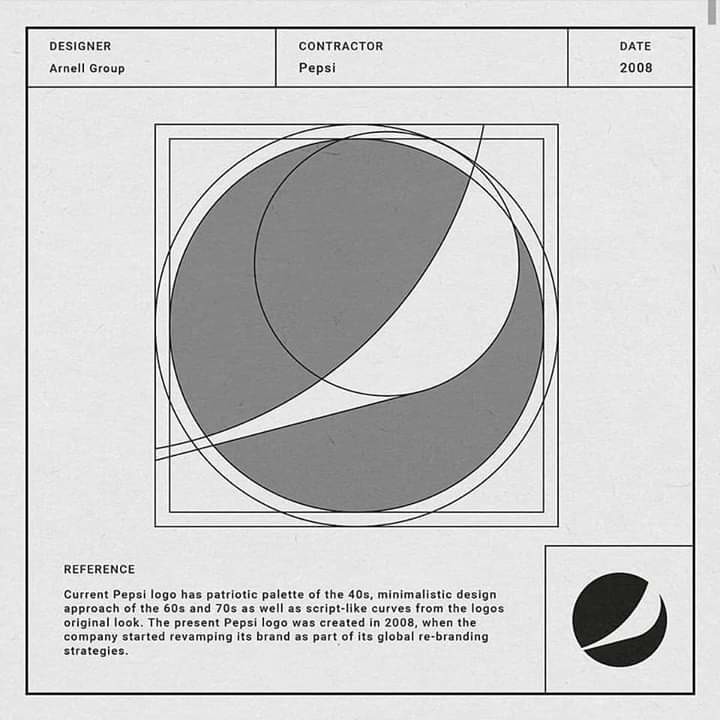 DESIGNER
Arnell Group
CONTRACTOR
Pepsi
DATE
2008
REFERENCE
Current Pepsi logo has patriotic palette of the 40s, minimalistic design
approach of the 60s and 70s as well as script-like curves from the logos
original look. The present Pepsi logo was created in 2008, when the
company started revamping its brand as part of its global re-branding
strategies.